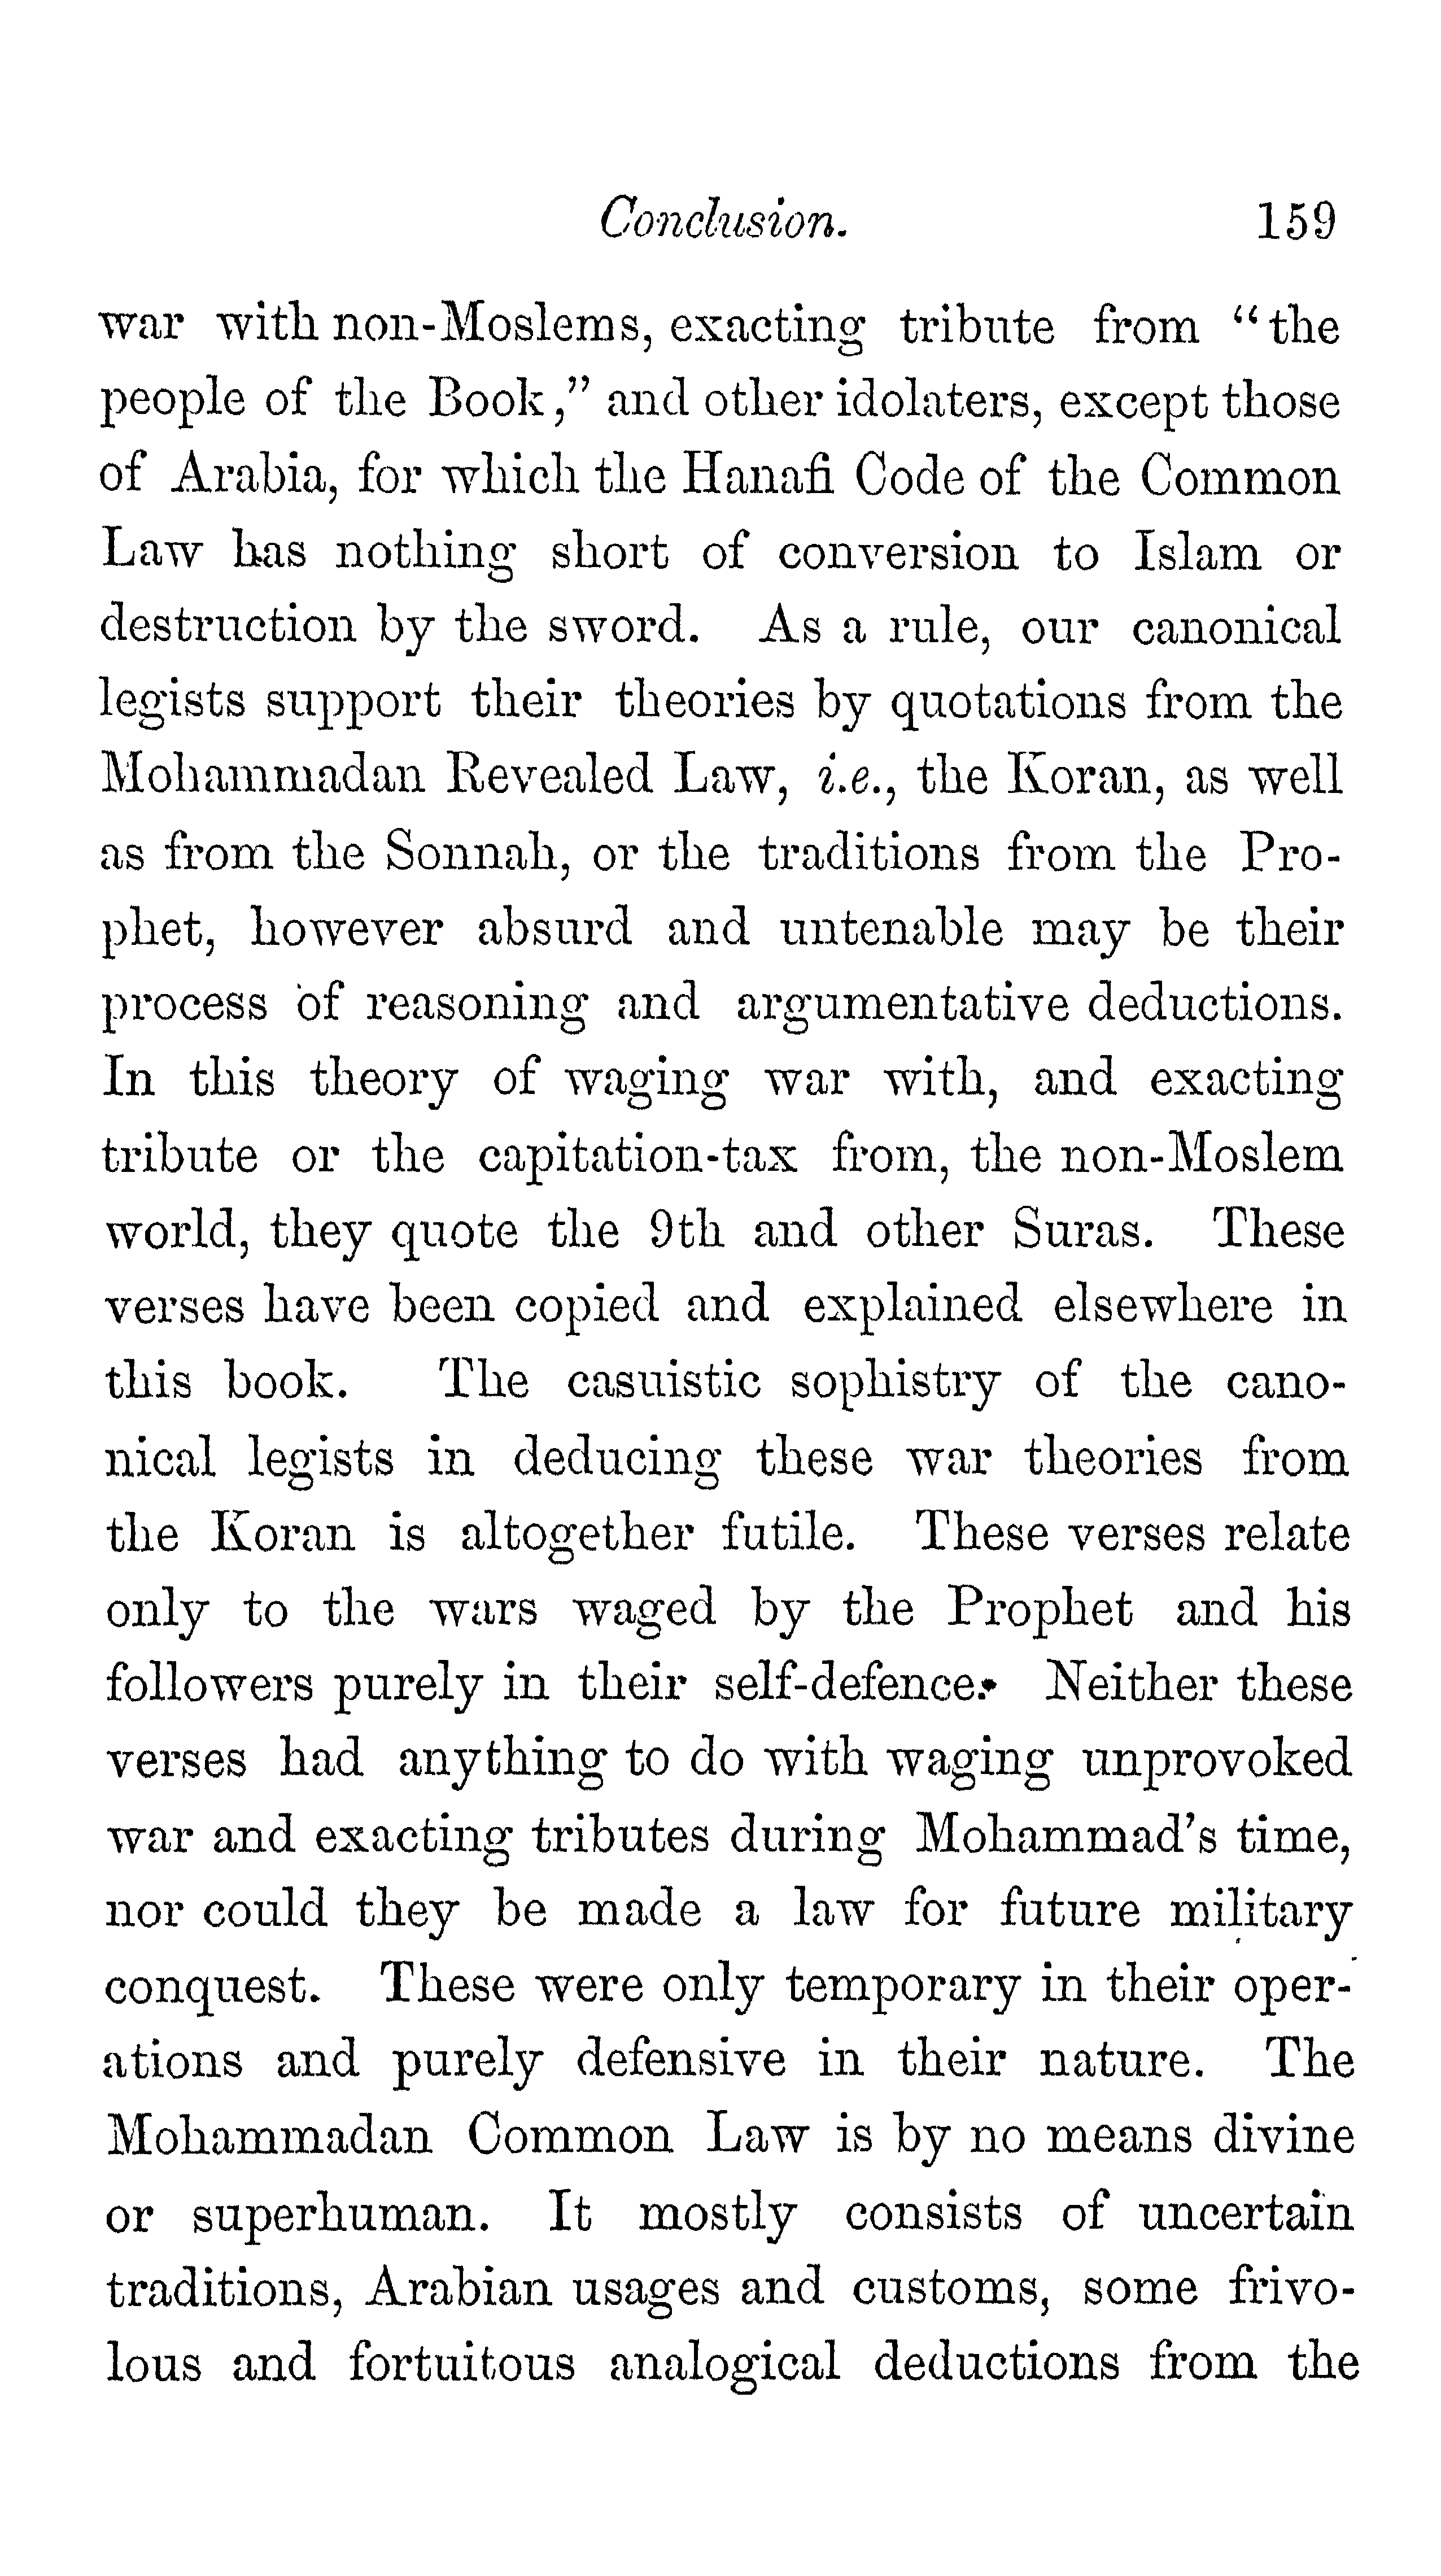 Conclusion. 159
war with non-Moslems, exacting tribute from “the
people of the Book,” and other idolaters, except those
of Arabia, for which the Hanafi Code of the Common
Law has nothing short of conversion to Islam or
destruction by the sword. As a rule, our canonical
legists support their theories by quotations from the
Mohammadan Revealed Law, i.e., the Koran, as well
as from the Sonnah, or the traditions from the Pro-
phet, however absurd and untenable may be their
process of reasoning and argumentative deductions.
In this theory of waging war with, and exacting
tribute or the capitation-tax from, the non-Moslem
world, they quote the 9th and other Suras. These
verses have been copied and explained elsewhere in
this book. The casuistic sophistry of the cano-
nical legists in deducing these war theories from
the Koran is altogether futile. These verses relate
only to the wars waged by the Prophet and his
followers purely in their self-defence. Neither these
verses had anything to do with waging unprovoked
war and exacting tributes during Mohammad’s time,
nor could they be made a law for future military
conquest. These were only temporary in their oper-
ations and purely defensive in their nature. The
Mohammadan Common Law is by no means divine
or superhuman. It mostly consists of uncertain
traditions, Arabian usages and customs, some frivo-
lous and fortuitous analogical deductions from the